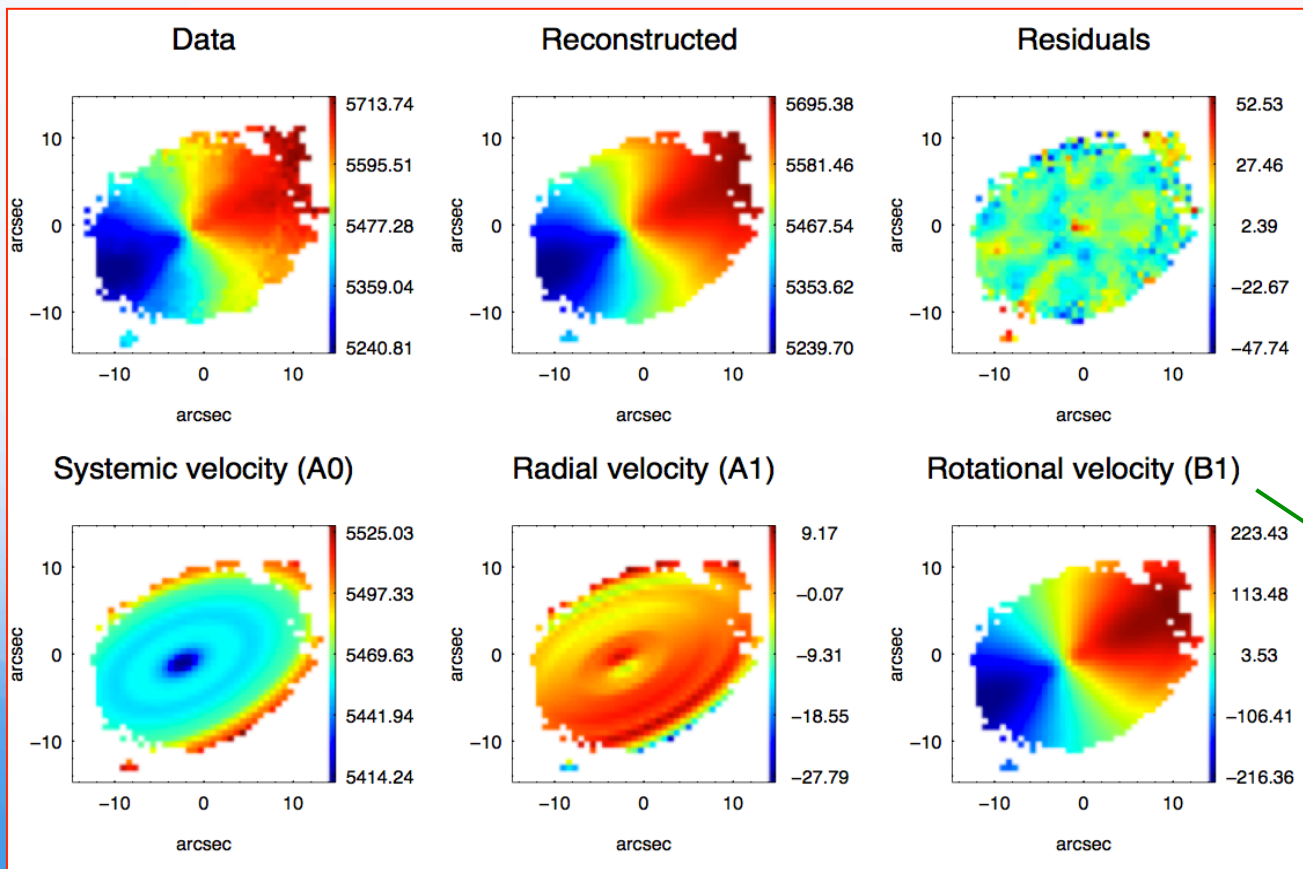 Data
Reconstructed
Residuals
5713.74
5595.51
5477.28
5359.04
5240.81
10
0
−10
arcsec
−10 0 10
arcsec
5695.38
5581.46
5467.54
5353.62
5239.70
10
0
−10
arcsec
−10 0 10
arcsec
52.53
27.46
2.39
−22.67
−47.74
10
0
−10
arcsec
−10 0 10
arcsec
Systemic velocity (A0)
Radial velocity (A1)
Rotational velocity (B1)
5525.03
5497.33
5469.63
5441.94
5414.24
10
0
−10
arcsec
−10 0 10
arcsec
9.17
−0.07
−9.31
−18.55
−27.79
10
0
−10
arcsec
−10 0 10
arcsec
223.43
113.48
3.53
−106.41
−216.36
10
0
−10
arcsec
−10 0 10
arcsec